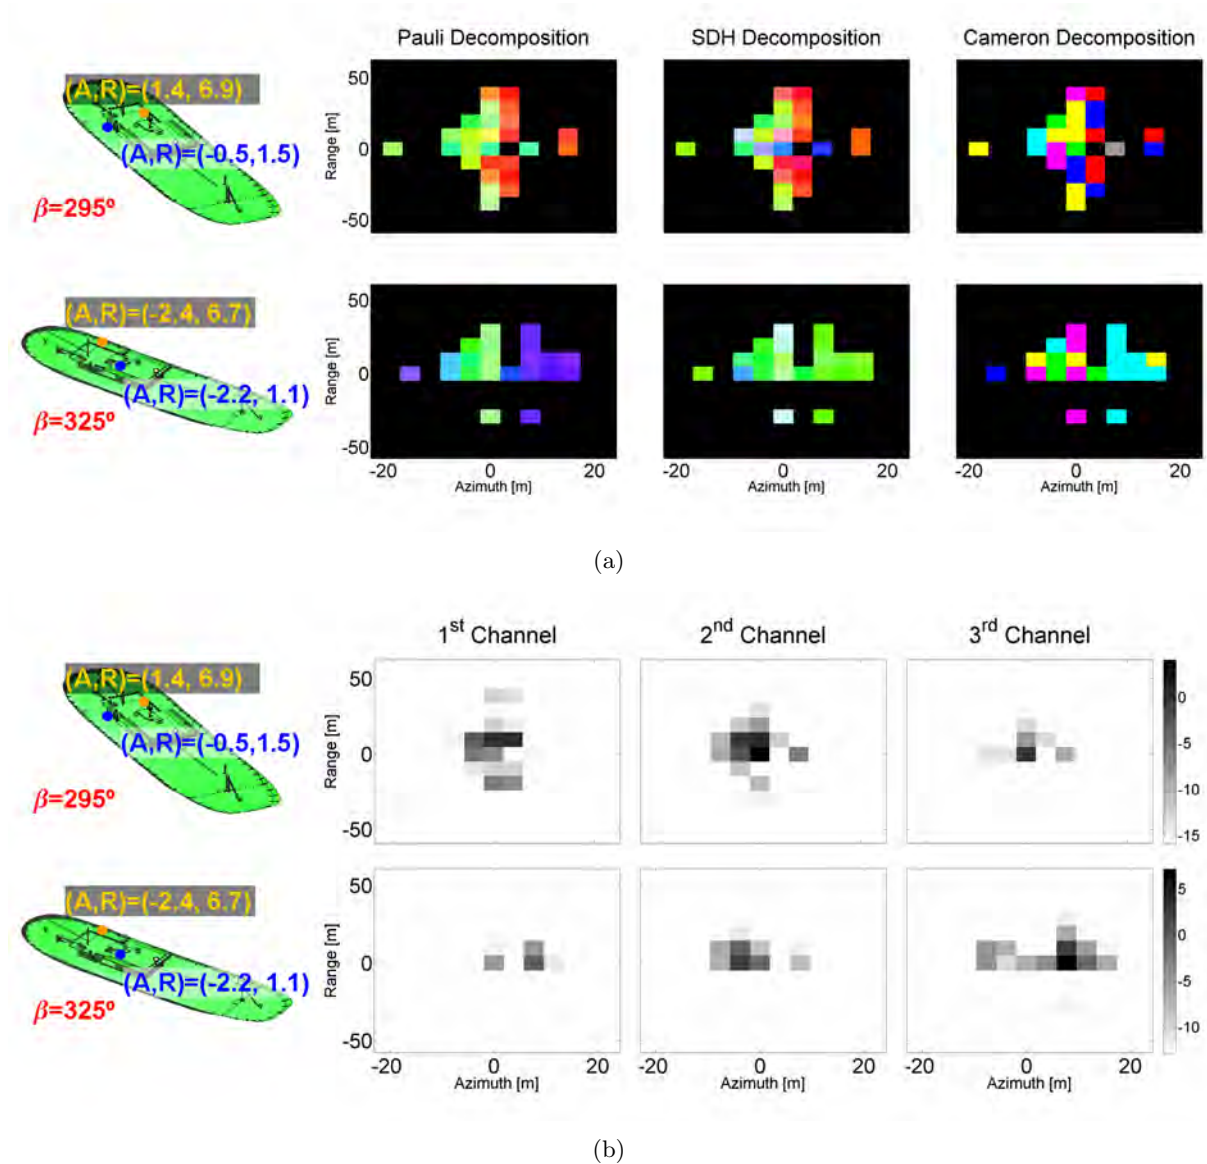 Pauli Decomposition SDH Decomposition Cameron Decomposition
(A,R)=(1.4, 6.9)
(A,R)=(-0.5,1.5)
β=295º
Range [m]
50
0
-50
(A,R)=(-2.4, 6.7)
(A,R)=(-2.2, 1.1)
β=325º
Range [m]
50
0
-50
-20 0 20 -20 0 20 -20 0 20
Azimuth [m] Azimuth [m] Azimuth [m]
(a)
1st Channel 2nd Channel 3rd Channel
(A,R)=(1.4, 6.9)
(A,R)=(-0.5,1.5)
β=295º
Range [m]
50
0
-50
0
-5
-10
-15
(A,R)=(-2.4, 6.7)
(A,R)=(-2.2, 1.1)
β=325º
Range [m]
50
0
-50
5
0
-5
-10
-20 0 20 -20 0 20 -20 0 20
Azimuth [m] Azimuth [m] Azimuth [m]
(b)